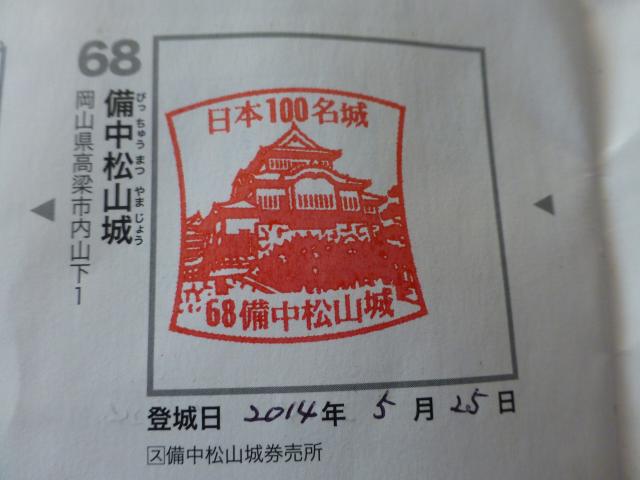 68
備中松山城
びっちゅうまつやまじょう
岡山県高梁市内山下1
日本100名城
68備中松山城
登城日 2014年 5月 25日
ス備中松山城券売所